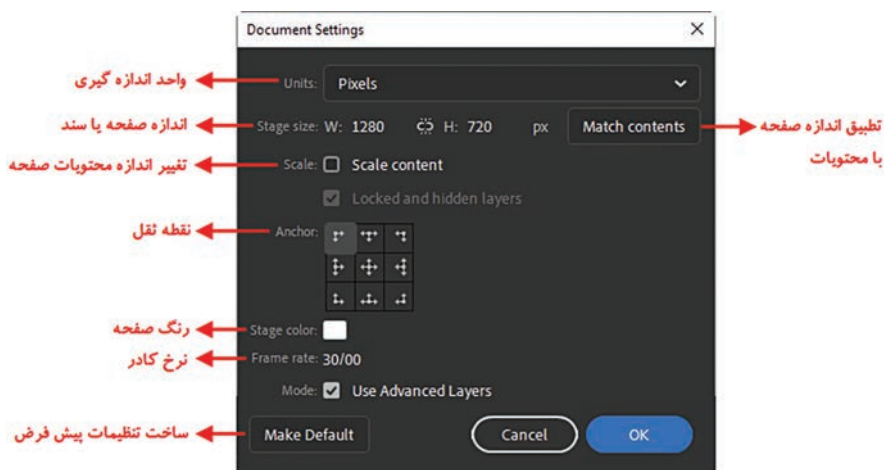 Document Settings
واحد اندازه گیری
Units: Pixels
اندازه صفحه یا سند
Stage size: W: 1280 H: 720 px Match contents
تطبیق اندازه صفحه
با محتویات
تغییر اندازه محتویات صفحه
Scale: Scale content
Locked and hidden layers
نقطه ثقل
Anchor:
رنگ صفحه
Stage color:
نرخ کادر
Frame rate: 30/00
Mode: Use Advanced Layers
ساخت تنظیمات پیش فرض
Make Default Cancel OK